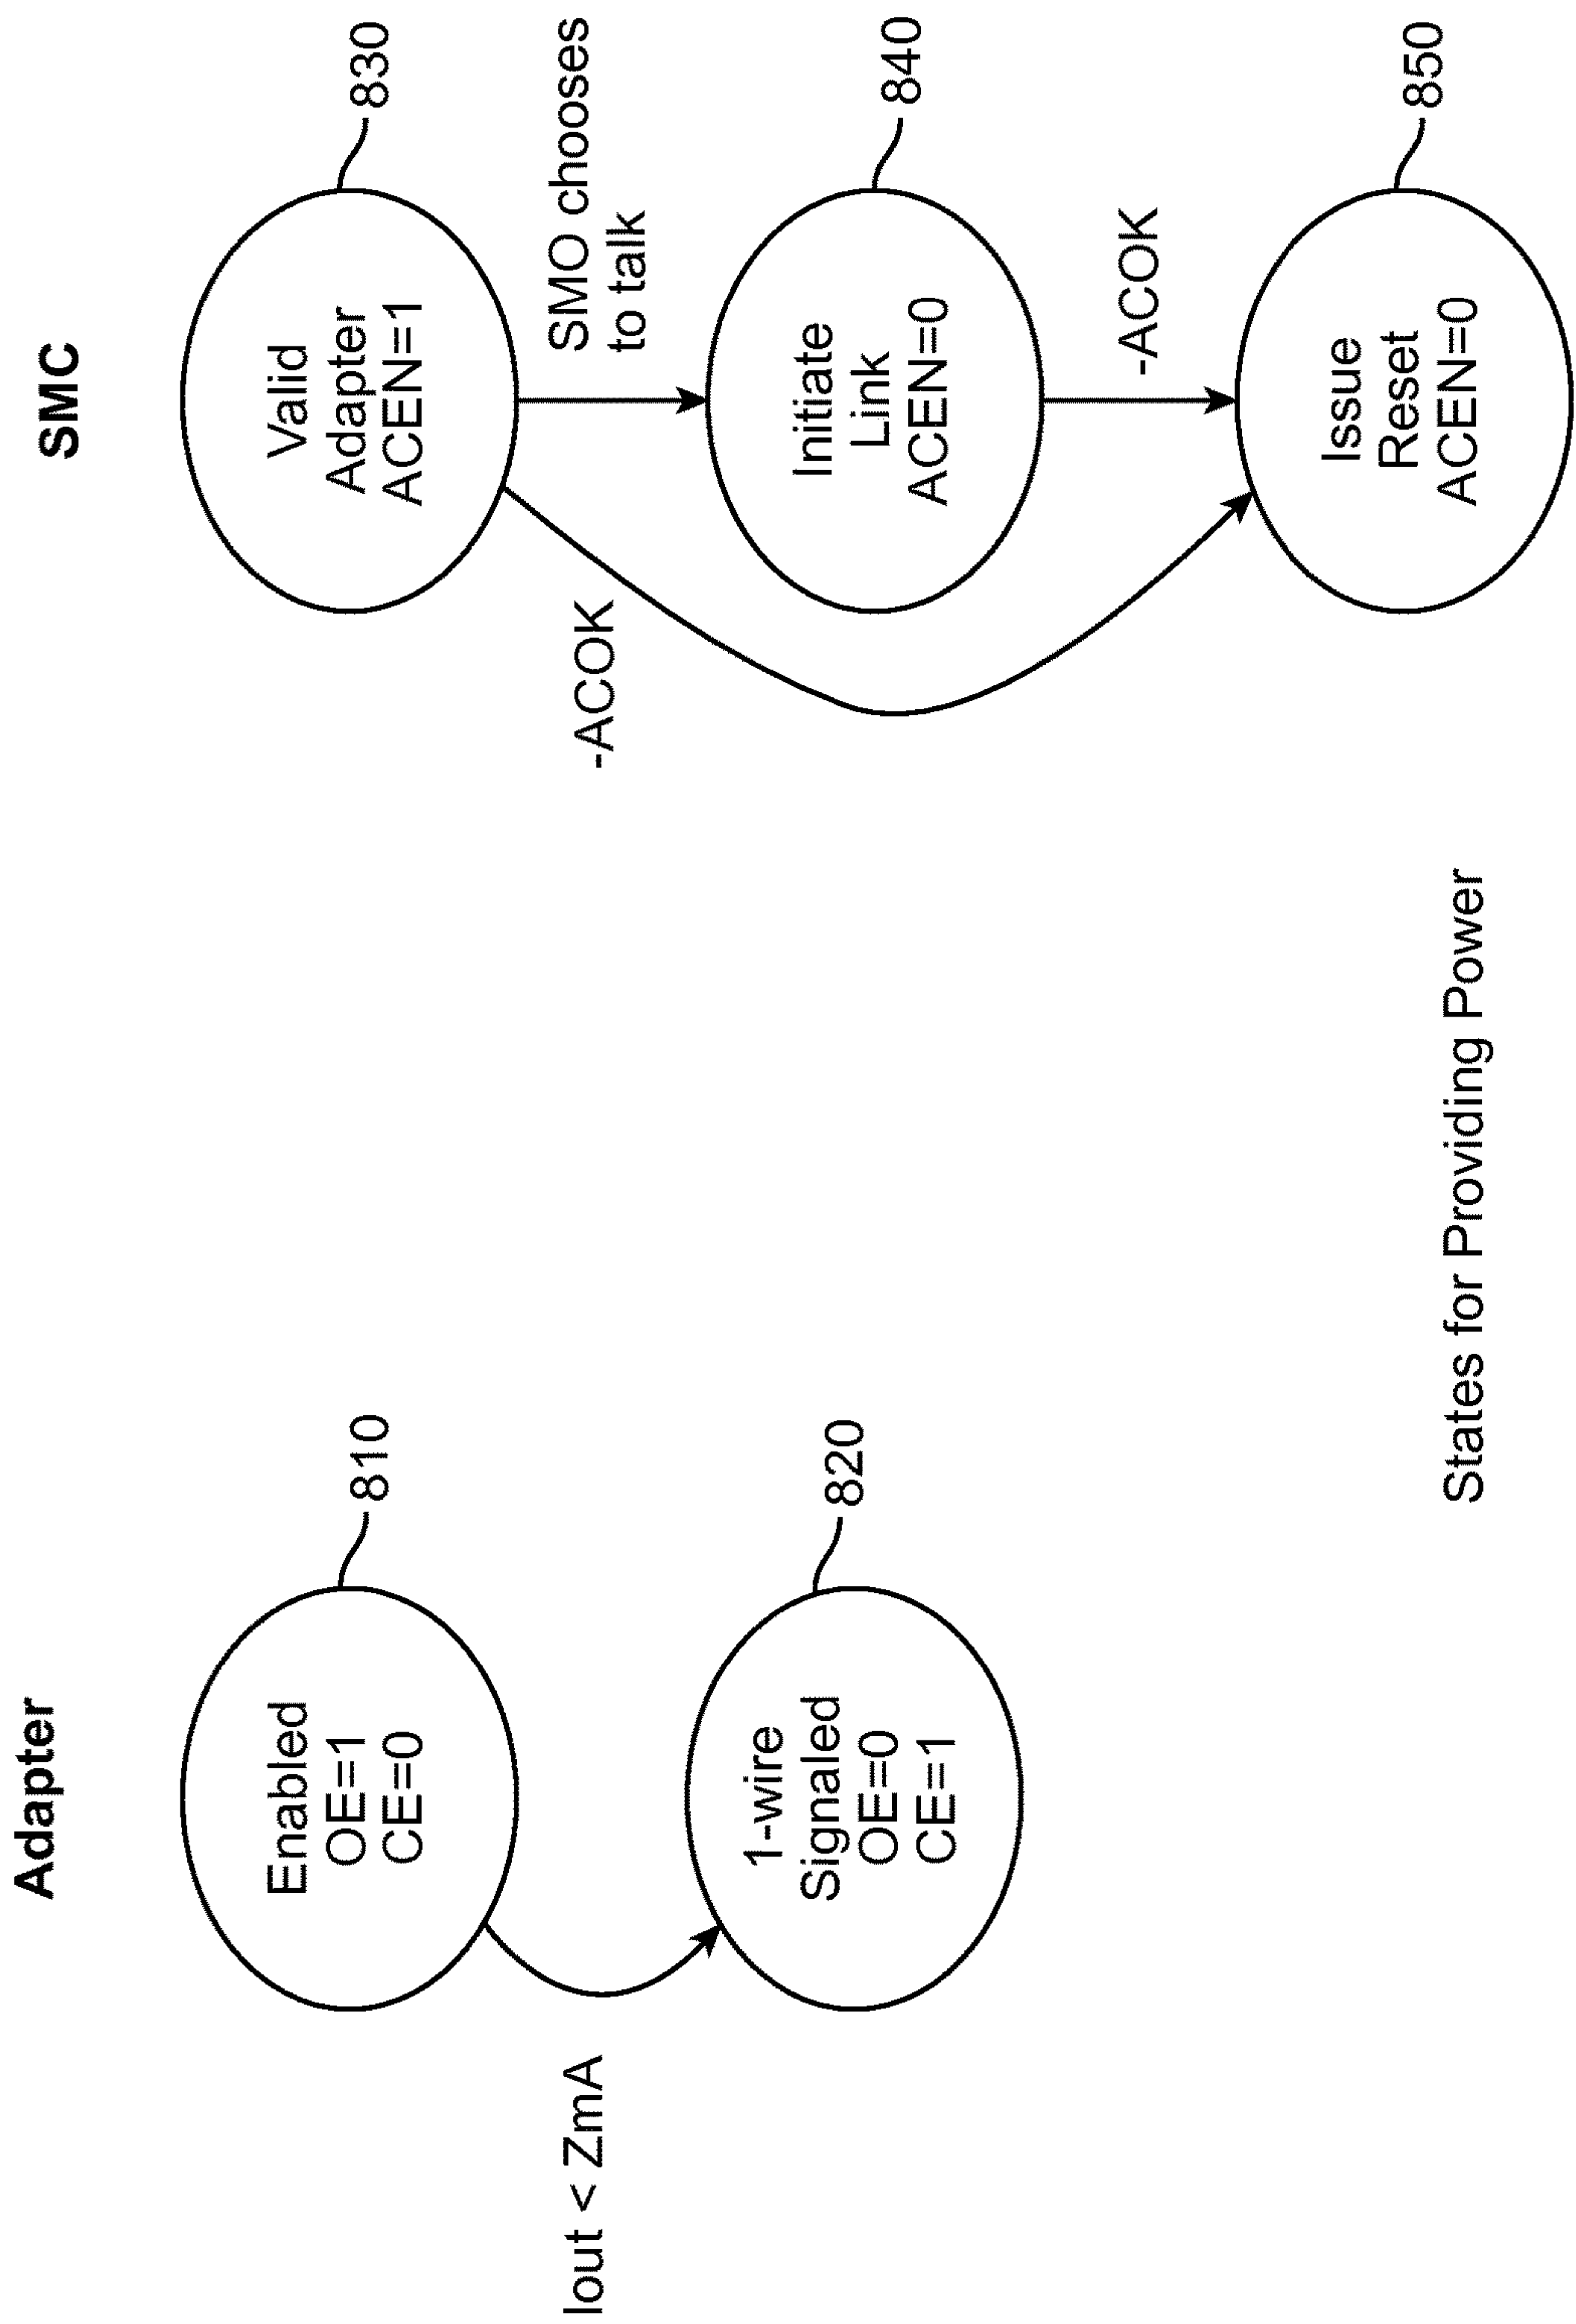 Adapter
Enabled
OE=1
CE=0
810
Iout < ZmA
1-wire
Signaled
OE=0
CE=1
820
SMC
Valid
Adapter
ACEN=1
830
SMO chooses
to talk
-ACOK
Initiate
Link
ACEN=0
840
-ACOK
Issue
Reset
ACEN=0
850
States for Providing Power